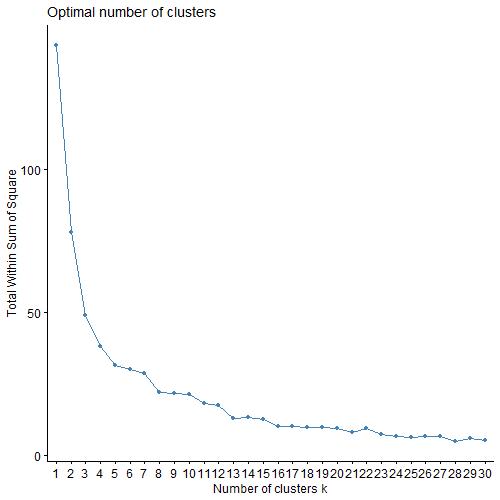 Optimal number of clusters
Total Within Sum of Square
100
50
0
1 2 3 4 5 6 7 8 9 10 11 12 13 14 15 16 17 18 19 20 21 22 23 24 25 26 27 28 29 30
Number of clusters k